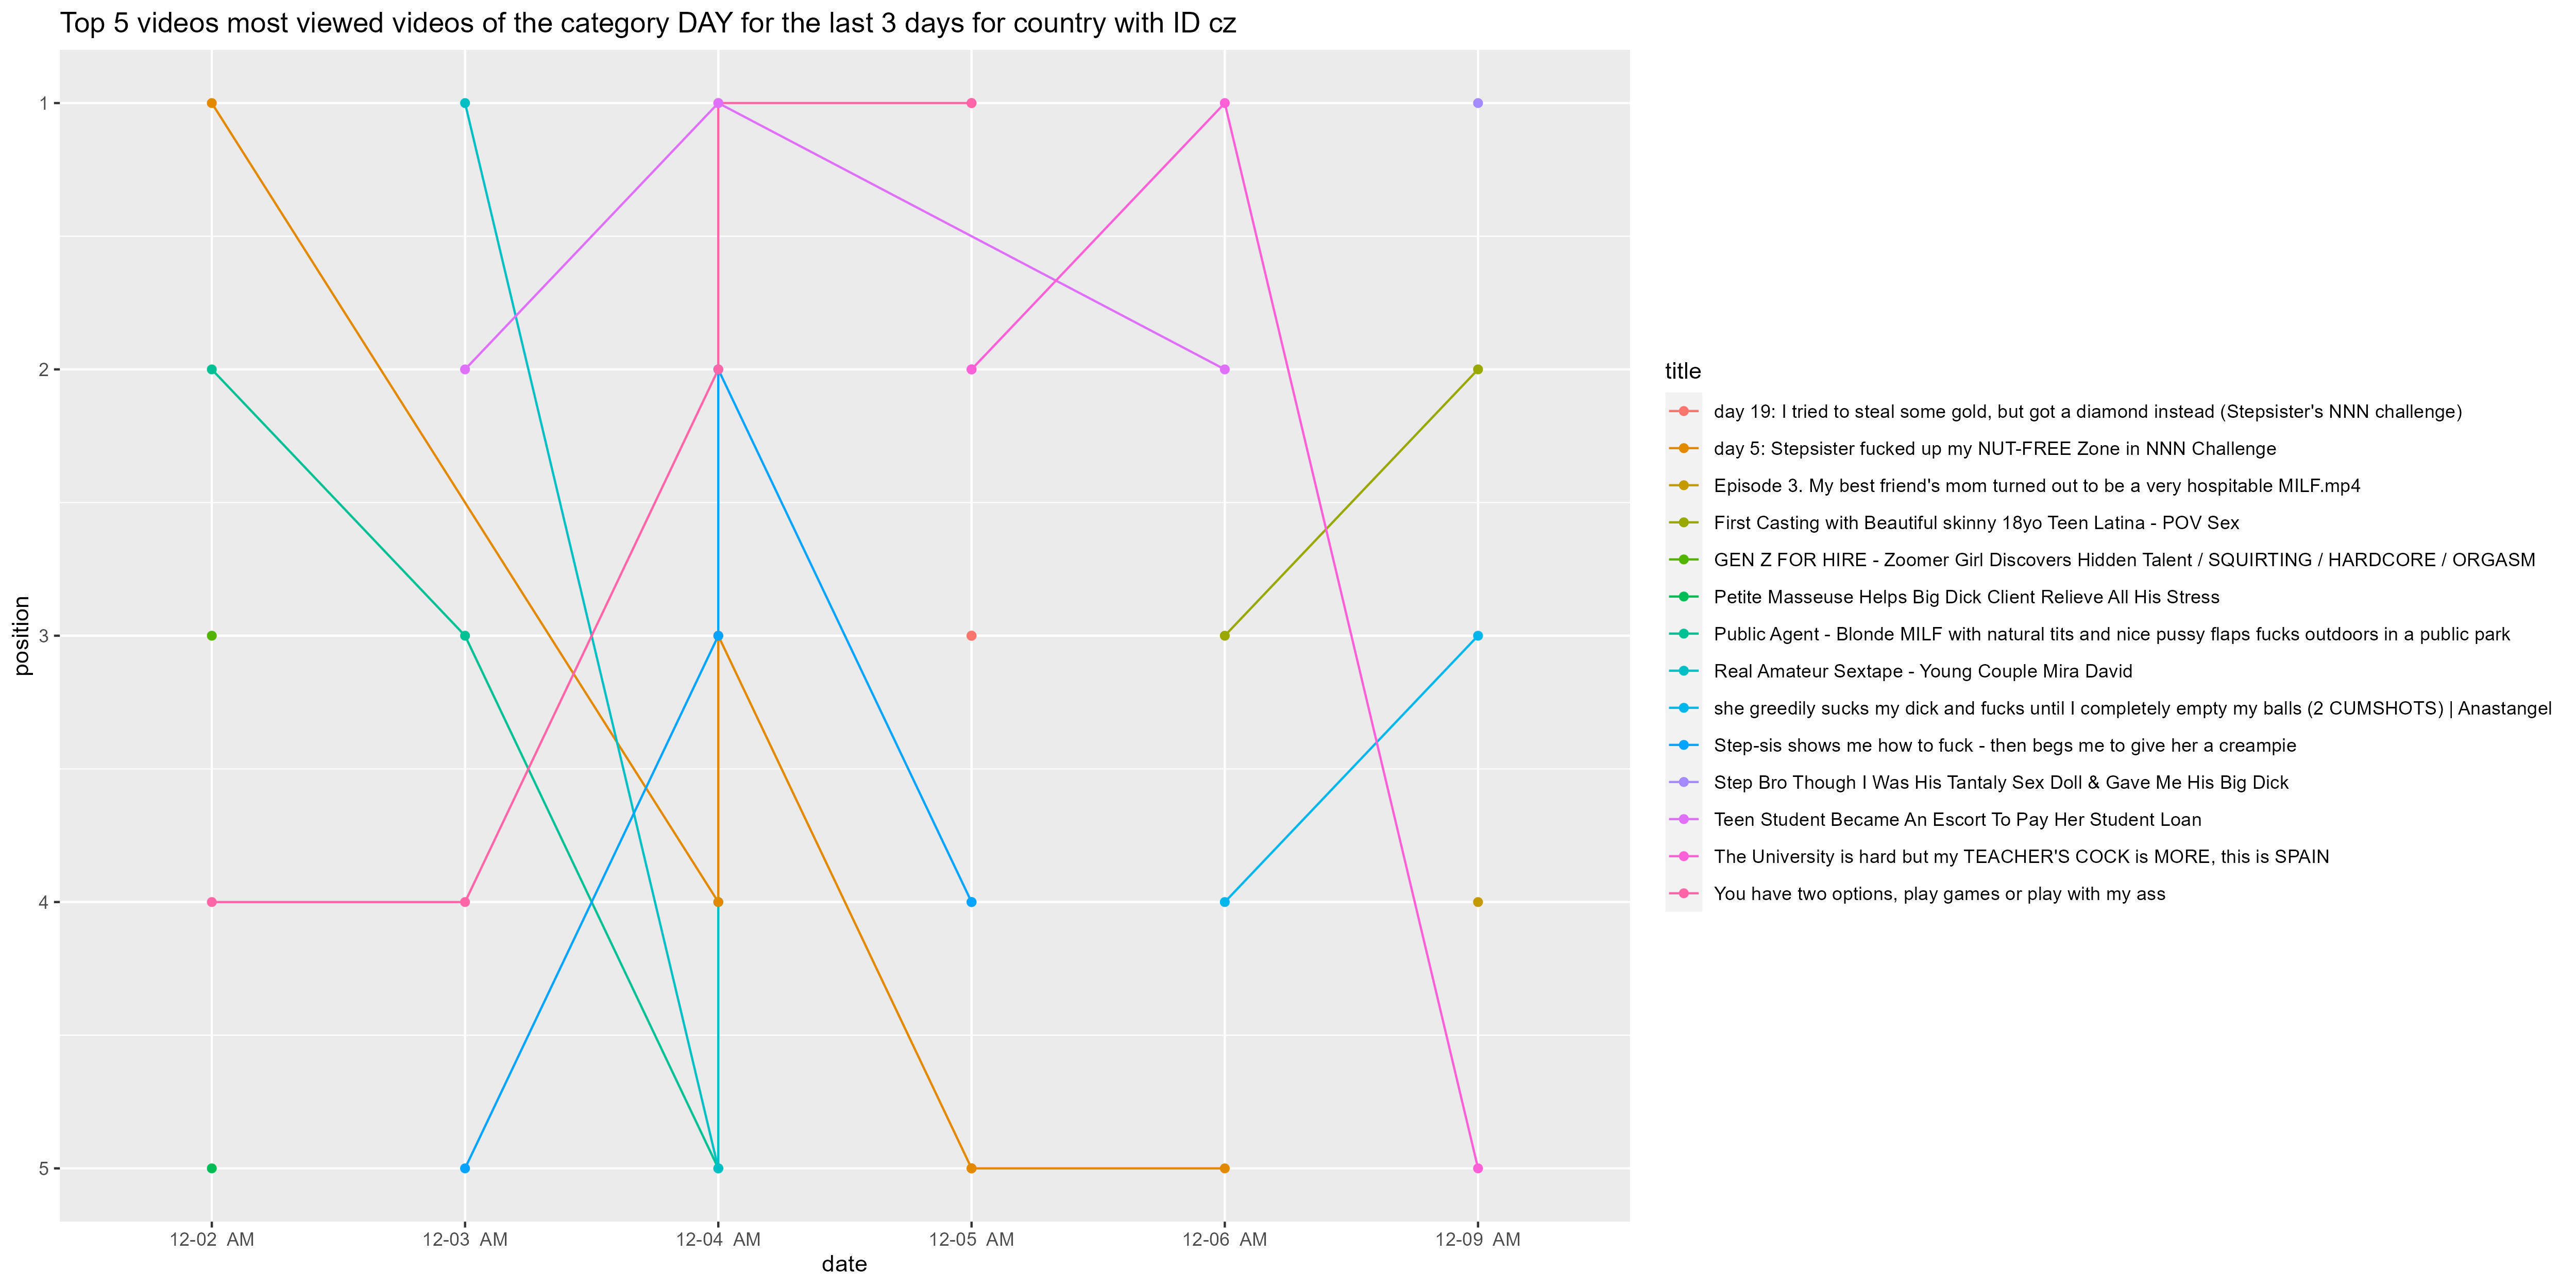 Top 5 videos most viewed videos of the category DAY for the last 3 days for country with ID cz
position
1
2
3
4
5
12-02 AM
12-03 AM
12-04 AM
12-05 AM
12-06 AM
12-09 AM
date
title
day 19: I tried to steal some gold, but got a diamond instead (Stepsister's NNN challenge)
day 5: Stepsister fucked up my NUT-FREE Zone in NNN Challenge
Episode 3. My best friend's mom turned out to be a very hospitable MILF.mp4
First Casting with Beautiful skinny 18yo Teen Latina - POV Sex
GEN Z FOR HIRE - Zoomer Girl Discovers Hidden Talent / SQUIRTING / HARDCORE / ORGASM
Petite Masseuse Helps Big Dick Client Relieve All His Stress
Public Agent - Blonde MILF with natural tits and nice pussy flaps fucks outdoors in a public park
Real Amateur Sextape - Young Couple Mira David
she greedily sucks my dick and fucks until I completely empty my balls (2 CUMSHOTS) | Anastangel
Step-sis shows me how to fuck - then begs me to give her a creampie
Step Bro Though I Was His Tantaly Sex Doll & Gave Me His Big Dick
Teen Student Became An Escort To Pay Her Student Loan
The University is hard but my TEACHER'S COCK is MORE, this is SPAIN
You have two options, play games or play with my ass